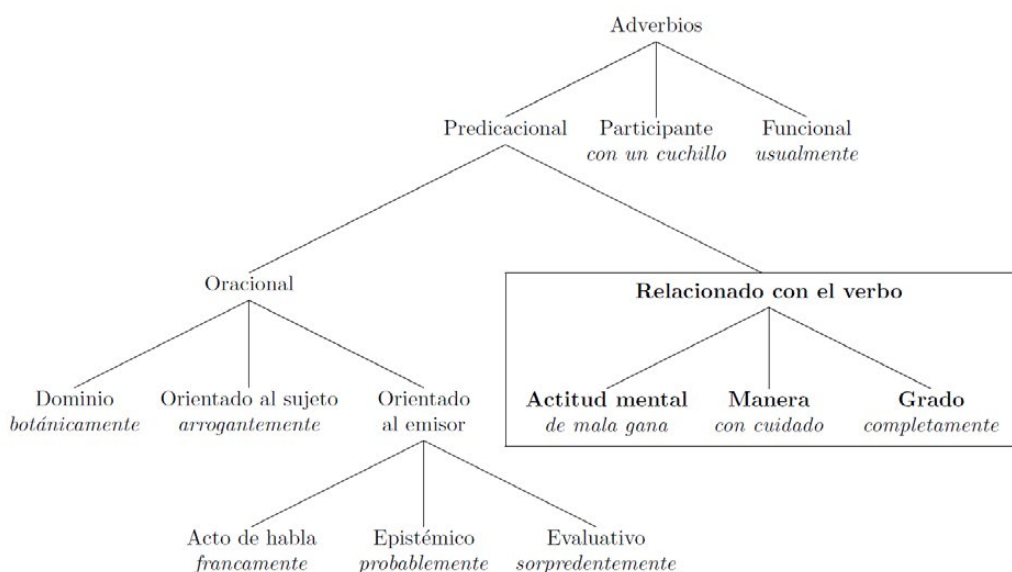 Adverbios
Predicacional
Participante
Funcional
con un cuchillo
usualmente
Oracional
Relacionado con el verbo
Dominio
Orientado al sujeto
Orientado
Actitud mental
Manera
Grado
botánicamente
arrogantemente
al emisor
de mala gana
con cuidado
completamente
Acto de habla
Epistémico
Evaluativo
francamente
probablemente
sorpredentemente